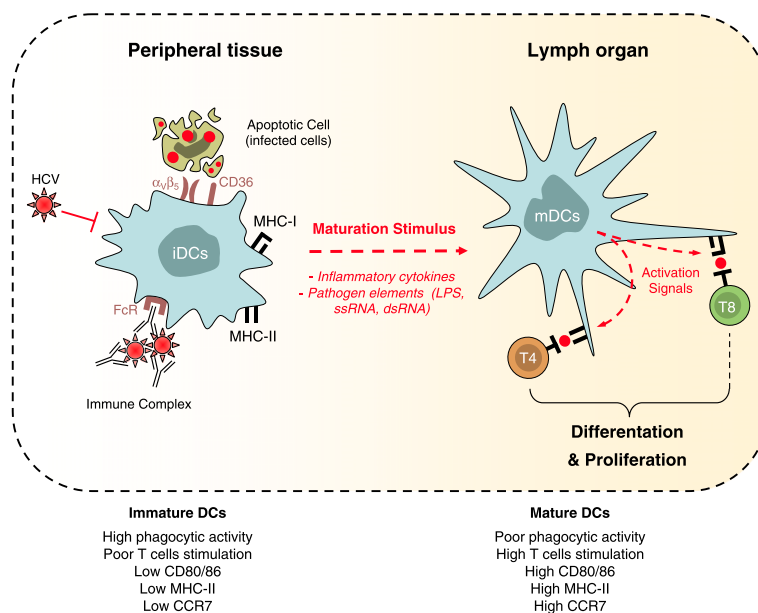 Peripheral tissue
Lymph organ
Apoptotic Cell
(infected cells)
HCV
αVβ5
CD36
MHC-I
iDCs
FcR
MHC-II
Immune Complex
Maturation Stimulus
- Inflammatory cytokines
- Pathogen elements (LPS,
ssRNA, dsRNA)
mDCs
Activation
Signals
T8
T4
Differentation
& Proliferation
Immature DCs
High phagocytic activity
Poor T cells stimulation
Low CD80/86
Low MHC-II
Low CCR7
Mature DCs
Poor phagocytic activity
High T cells stimulation
High CD80/86
High MHC-II
High CCR7